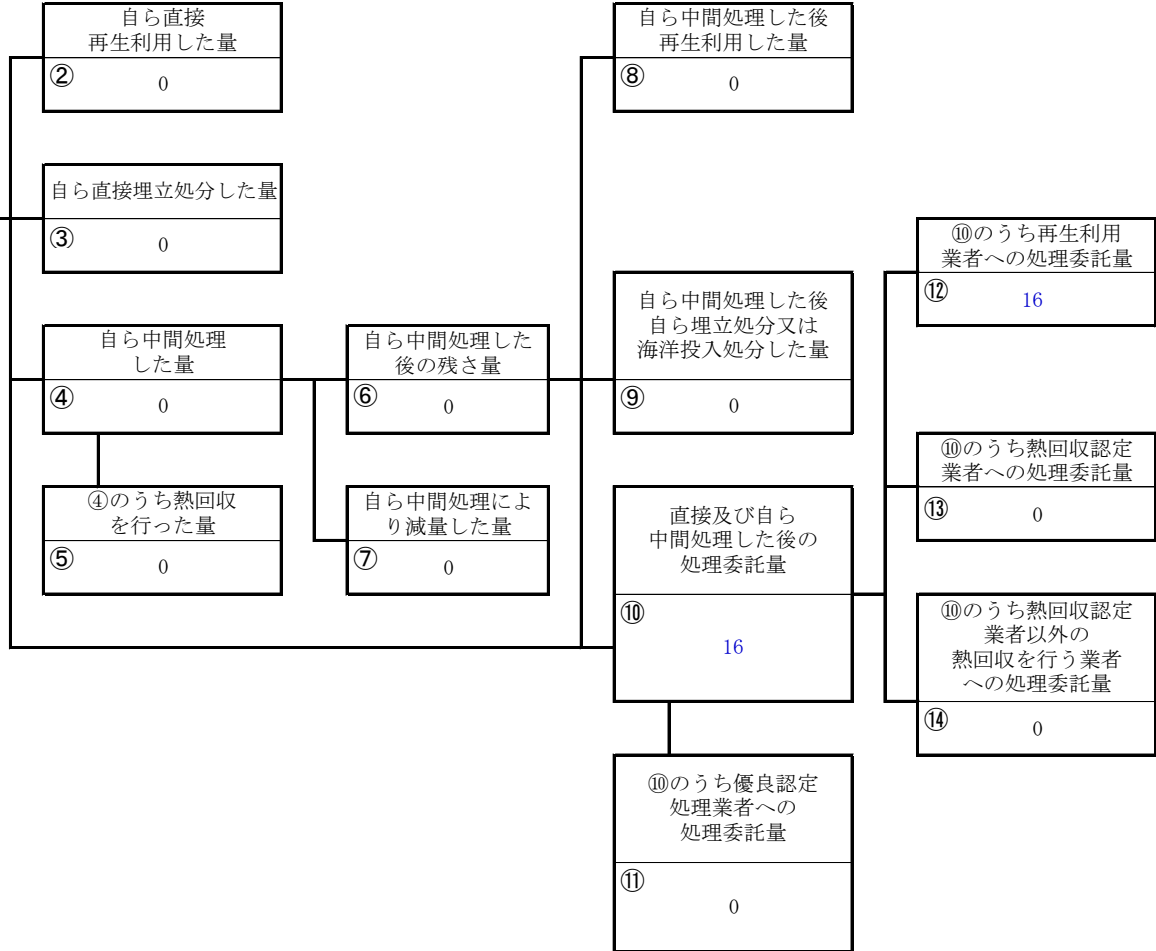 自ら直接
再生利用した量
②
0
自ら中間処理した後
再生利用した量
⑧
0
自ら直接埋立処分した量
③
0
⑩のうち再生利用
業者への処理委託量
⑫
16
自ら中間処理した後
自ら埋立処分又は
海洋投入処分した量
⑨
0
自ら中間処理
した量
④
0
自ら中間処理した
後の残さ量
⑥
0
⑩のうち熱回収認定
業者への処理委託量
⑬
0
④のうち熱回収
を行った量
⑤
0
自ら中間処理によ
り減量した量
⑦
0
直接及び自ら
中間処理した後の
処理委託量
⑩
16
⑩のうち熱回収認定
業者以外の
熱回収を行う業者
への処理委託量
⑭
0
⑩のうち優良認定
処理業者への
処理委託量
⑪
0